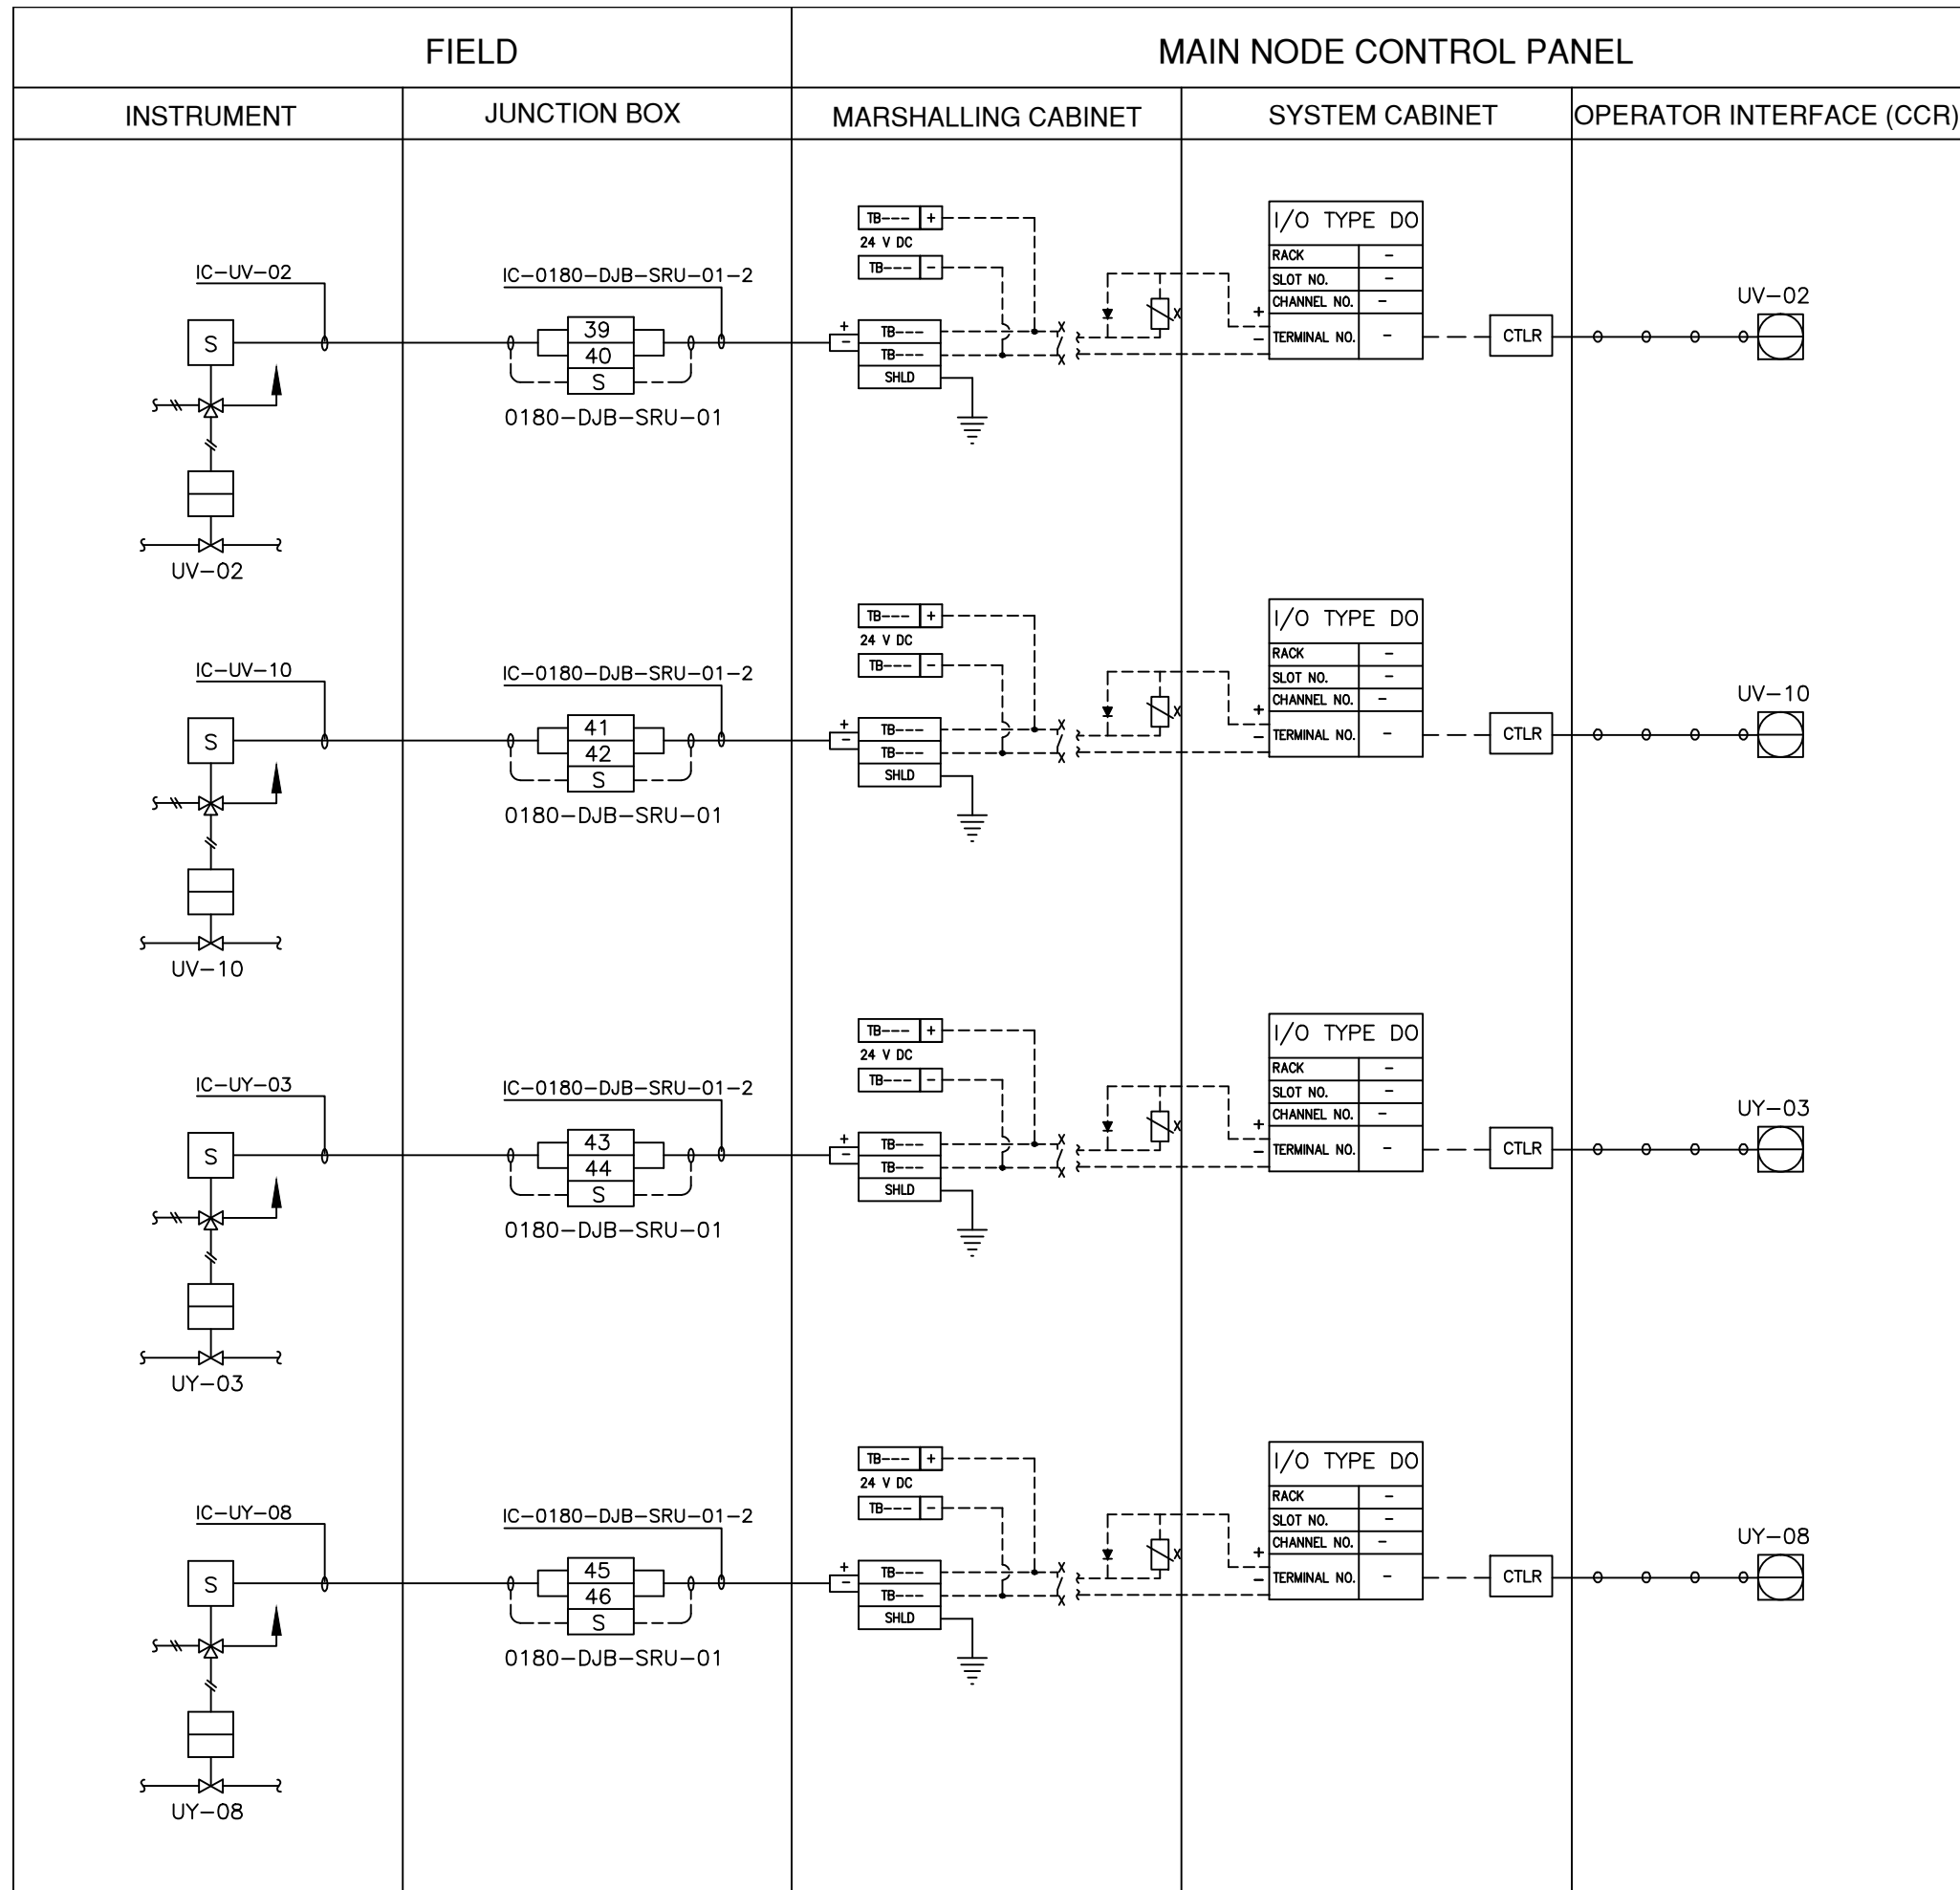 FIELD
MAIN NODE CONTROL PANEL
INSTRUMENT
JUNCTION BOX
MARSHALLING CABINET
SYSTEM CABINET
OPERATOR INTERFACE (CCR)
IC-UV-02
S
UV-02
IC-0180-DJB-SRU-01-2
39
40
S
0180-DJB-SRU-01
TB--- +
24 V DC
TB--- -
+
-
TB---
TB---
SHLD
X
X
X
+
-
I/O TYPE DO
RACK -
SLOT NO. -
CHANNEL NO. -
TERMINAL NO. -
CTLR
UV-02
IC-UV-10
S
UV-10
IC-0180-DJB-SRU-01-2
41
42
S
0180-DJB-SRU-01
TB--- +
24 V DC
TB--- -
+
-
TB---
TB---
SHLD
X
X
X
+
-
I/O TYPE DO
RACK -
SLOT NO. -
CHANNEL NO. -
TERMINAL NO. -
CTLR
UV-10
IC-UY-03
S
UY-03
IC-0180-DJB-SRU-01-2
43
44
S
0180-DJB-SRU-01
TB--- +
24 V DC
TB--- -
+
-
TB---
TB---
SHLD
X
X
X
+
-
I/O TYPE DO
RACK -
SLOT NO. -
CHANNEL NO. -
TERMINAL NO. -
CTLR
UY-03
IC-UY-08
S
UY-08
IC-0180-DJB-SRU-01-2
45
46
S
0180-DJB-SRU-01
TB--- +
24 V DC
TB--- -
+
-
TB---
TB---
SHLD
X
X
X
+
-
I/O TYPE DO
RACK -
SLOT NO. -
CHANNEL NO. -
TERMINAL NO. -
CTLR
UY-08